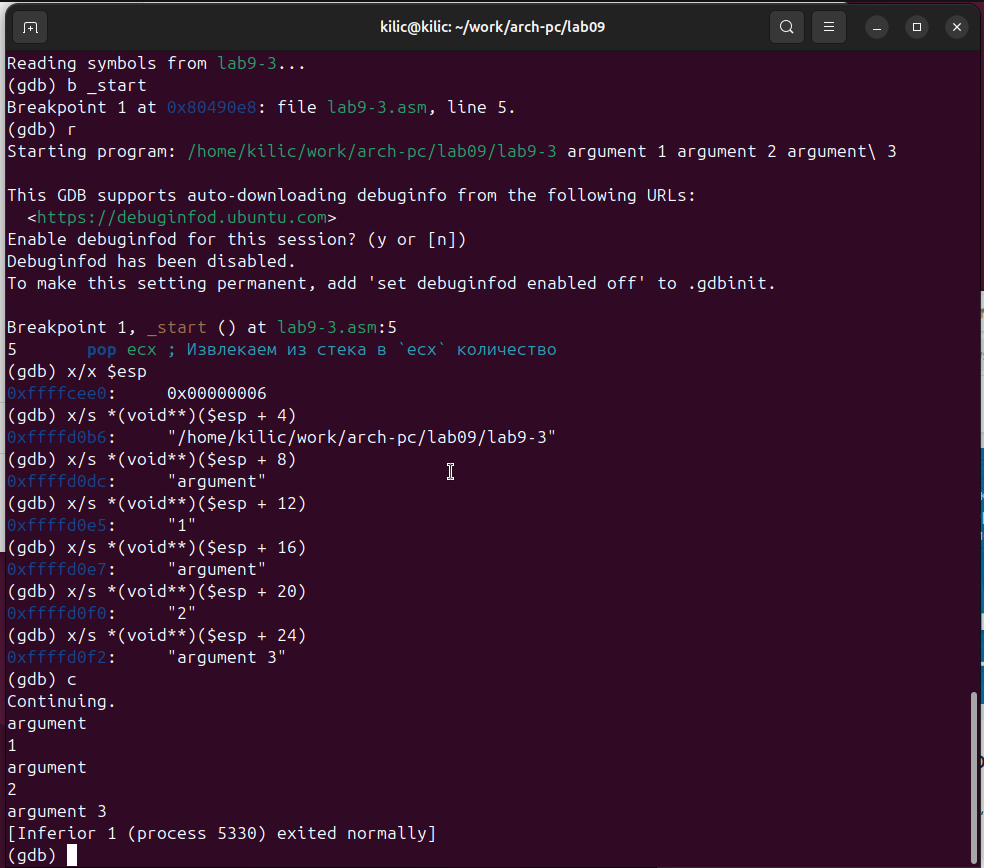 kilic@kilic: ~/work/arch-pc/lab09
Reading symbols from lab9-3...
(gdb) b _start
Breakpoint 1 at 0x80490e8: file lab9-3.asm, line 5.
(gdb) r
Starting program: /home/kilic/work/arch-pc/lab09/lab9-3 argument 1 argument 2 argument\ 3
This GDB supports auto-downloading debuginfo from the following URLs:
  <https://debuginfod.ubuntu.com>
Enable debuginfod for this session? (y or [n])
Debuginfod has been disabled.
To make this setting permanent, add 'set debuginfod enabled off' to .gdbinit.
Breakpoint 1, _start () at lab9-3.asm:5
5       pop ecx ; Извлекаем из стека в `ecx` количество
(gdb) x/x $esp
0xffffcee0:     0x00000006
(gdb) x/s *(void**)($esp + 4)
0xffffd0b6:     "/home/kilic/work/arch-pc/lab09/lab9-3"
(gdb) x/s *(void**)($esp + 8)
0xffffd0dc:     "argument"
(gdb) x/s *(void**)($esp + 12)
0xffffd0e5:     "1"
(gdb) x/s *(void**)($esp + 16)
0xffffd0e7:     "argument"
(gdb) x/s *(void**)($esp + 20)
0xffffd0f0:     "2"
(gdb) x/s *(void**)($esp + 24)
0xffffd0f2:     "argument 3"
(gdb) c
Continuing.
argument
1
argument
2
argument 3
[Inferior 1 (process 5330) exited normally]
(gdb)